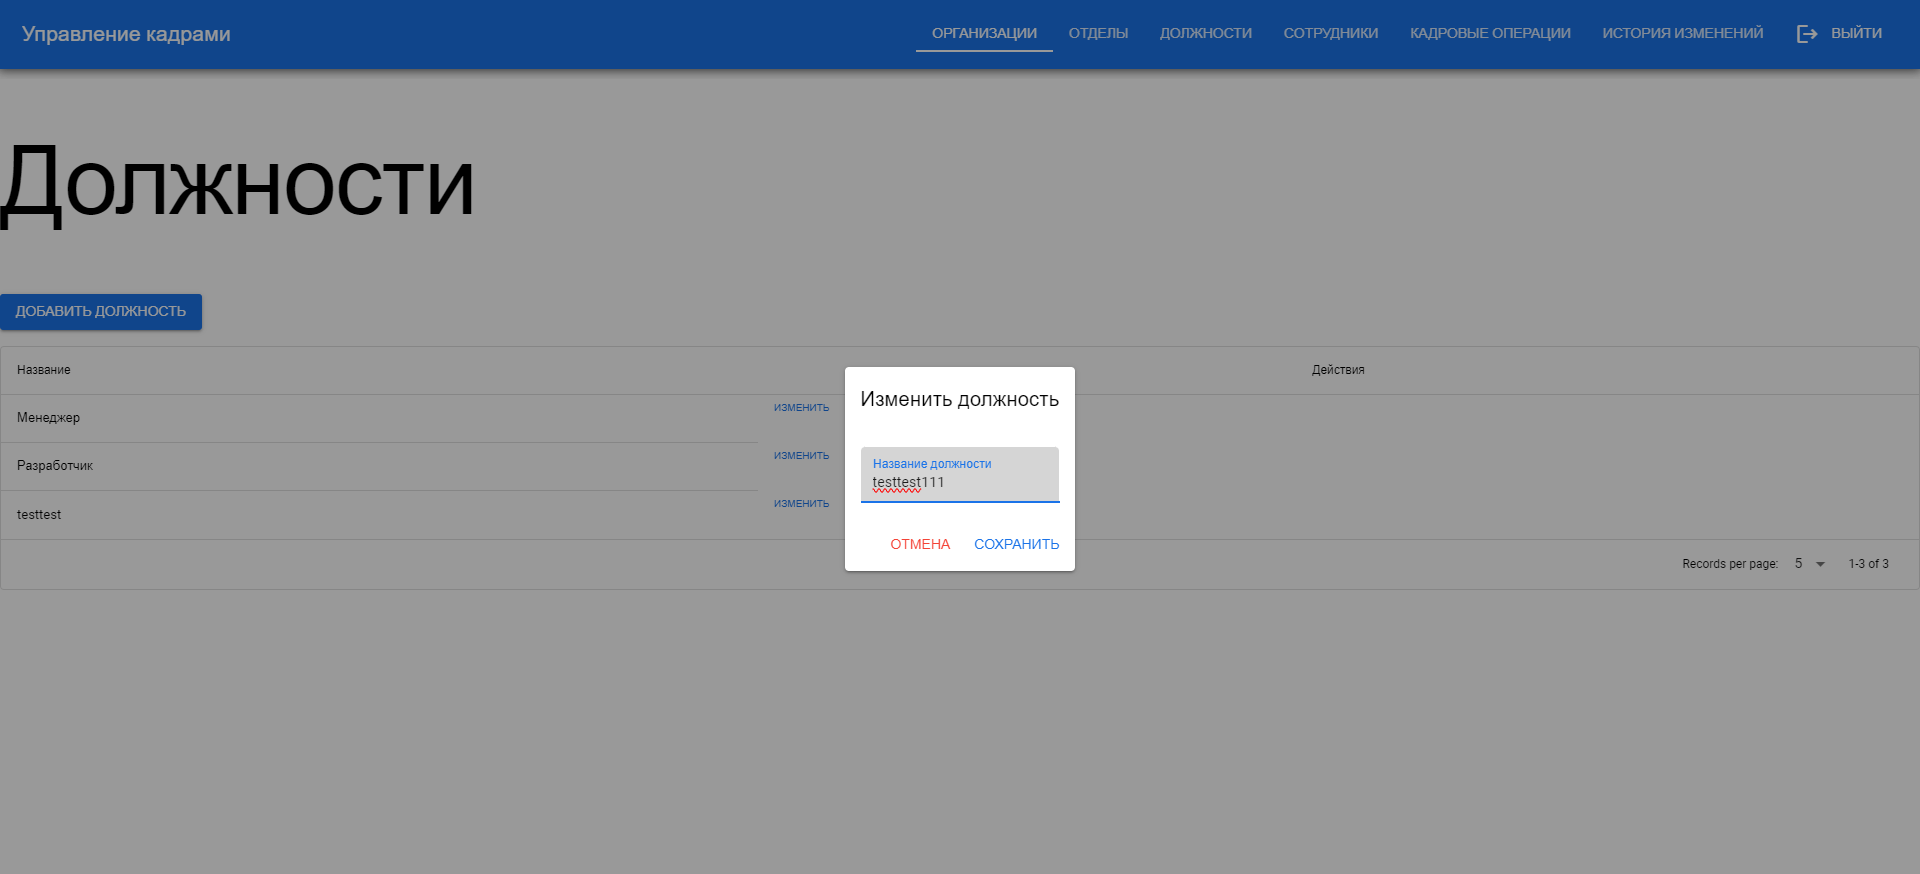 Управление кадрами
ОРГАНИЗАЦИИ ОТДЕЛЫ ДОЛЖНОСТИ СОТРУДНИКИ КАДРОВЫЕ ОПЕРАЦИИ ИСТОРИЯ ИЗМЕНЕНИЙ ВЫЙТИ
Должности
ДОБАВИТЬ ДОЛЖНОСТЬ
Название Действия
Менеджер ИЗМЕНИТЬ
Разработчик ИЗМЕНИТЬ
testtest ИЗМЕНИТЬ
Records per page: 5 1-3 of 3
Изменить должность
Название должности
testtest111
ОТМЕНА СОХРАНИТЬ